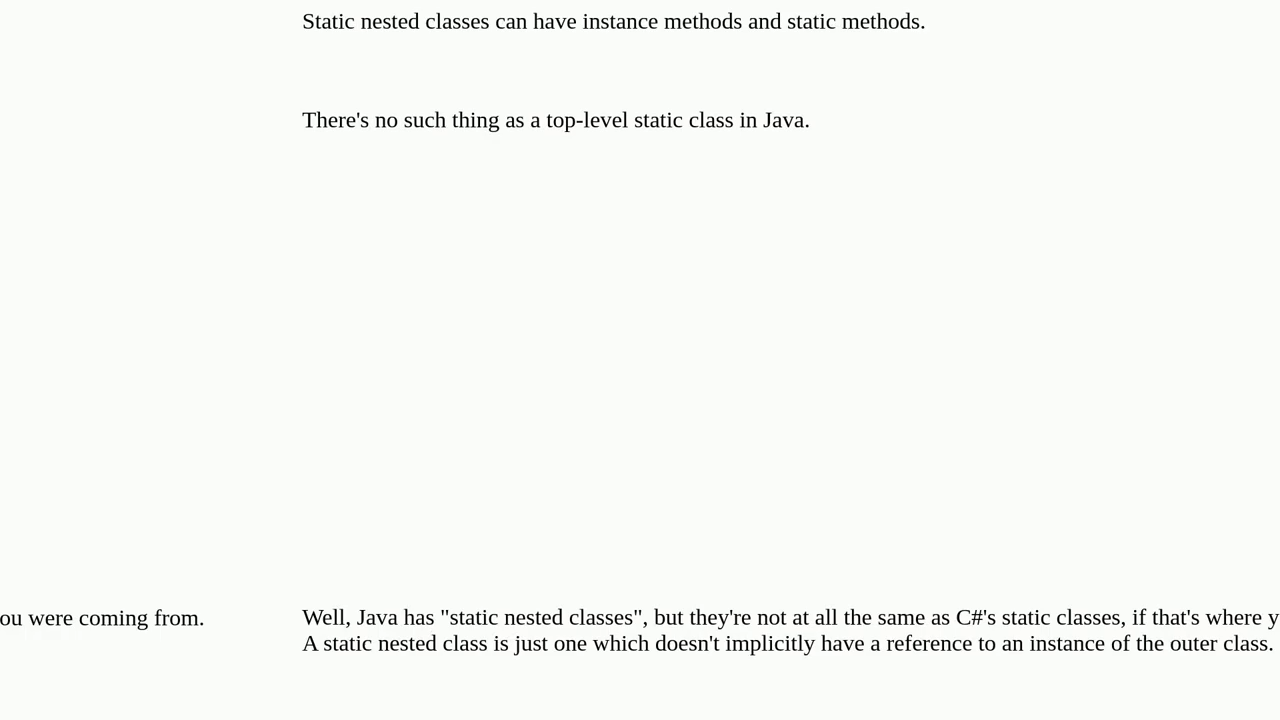 Static nested classes can have instance methods and static methods.
There's no such thing as a top-level static class in Java.
ou were coming from.
Well, Java has "static nested classes", but they're not at all the same as C#'s static classes, if that's where y
A static nested class is just one which doesn't implicitly have a reference to an instance of the outer class.